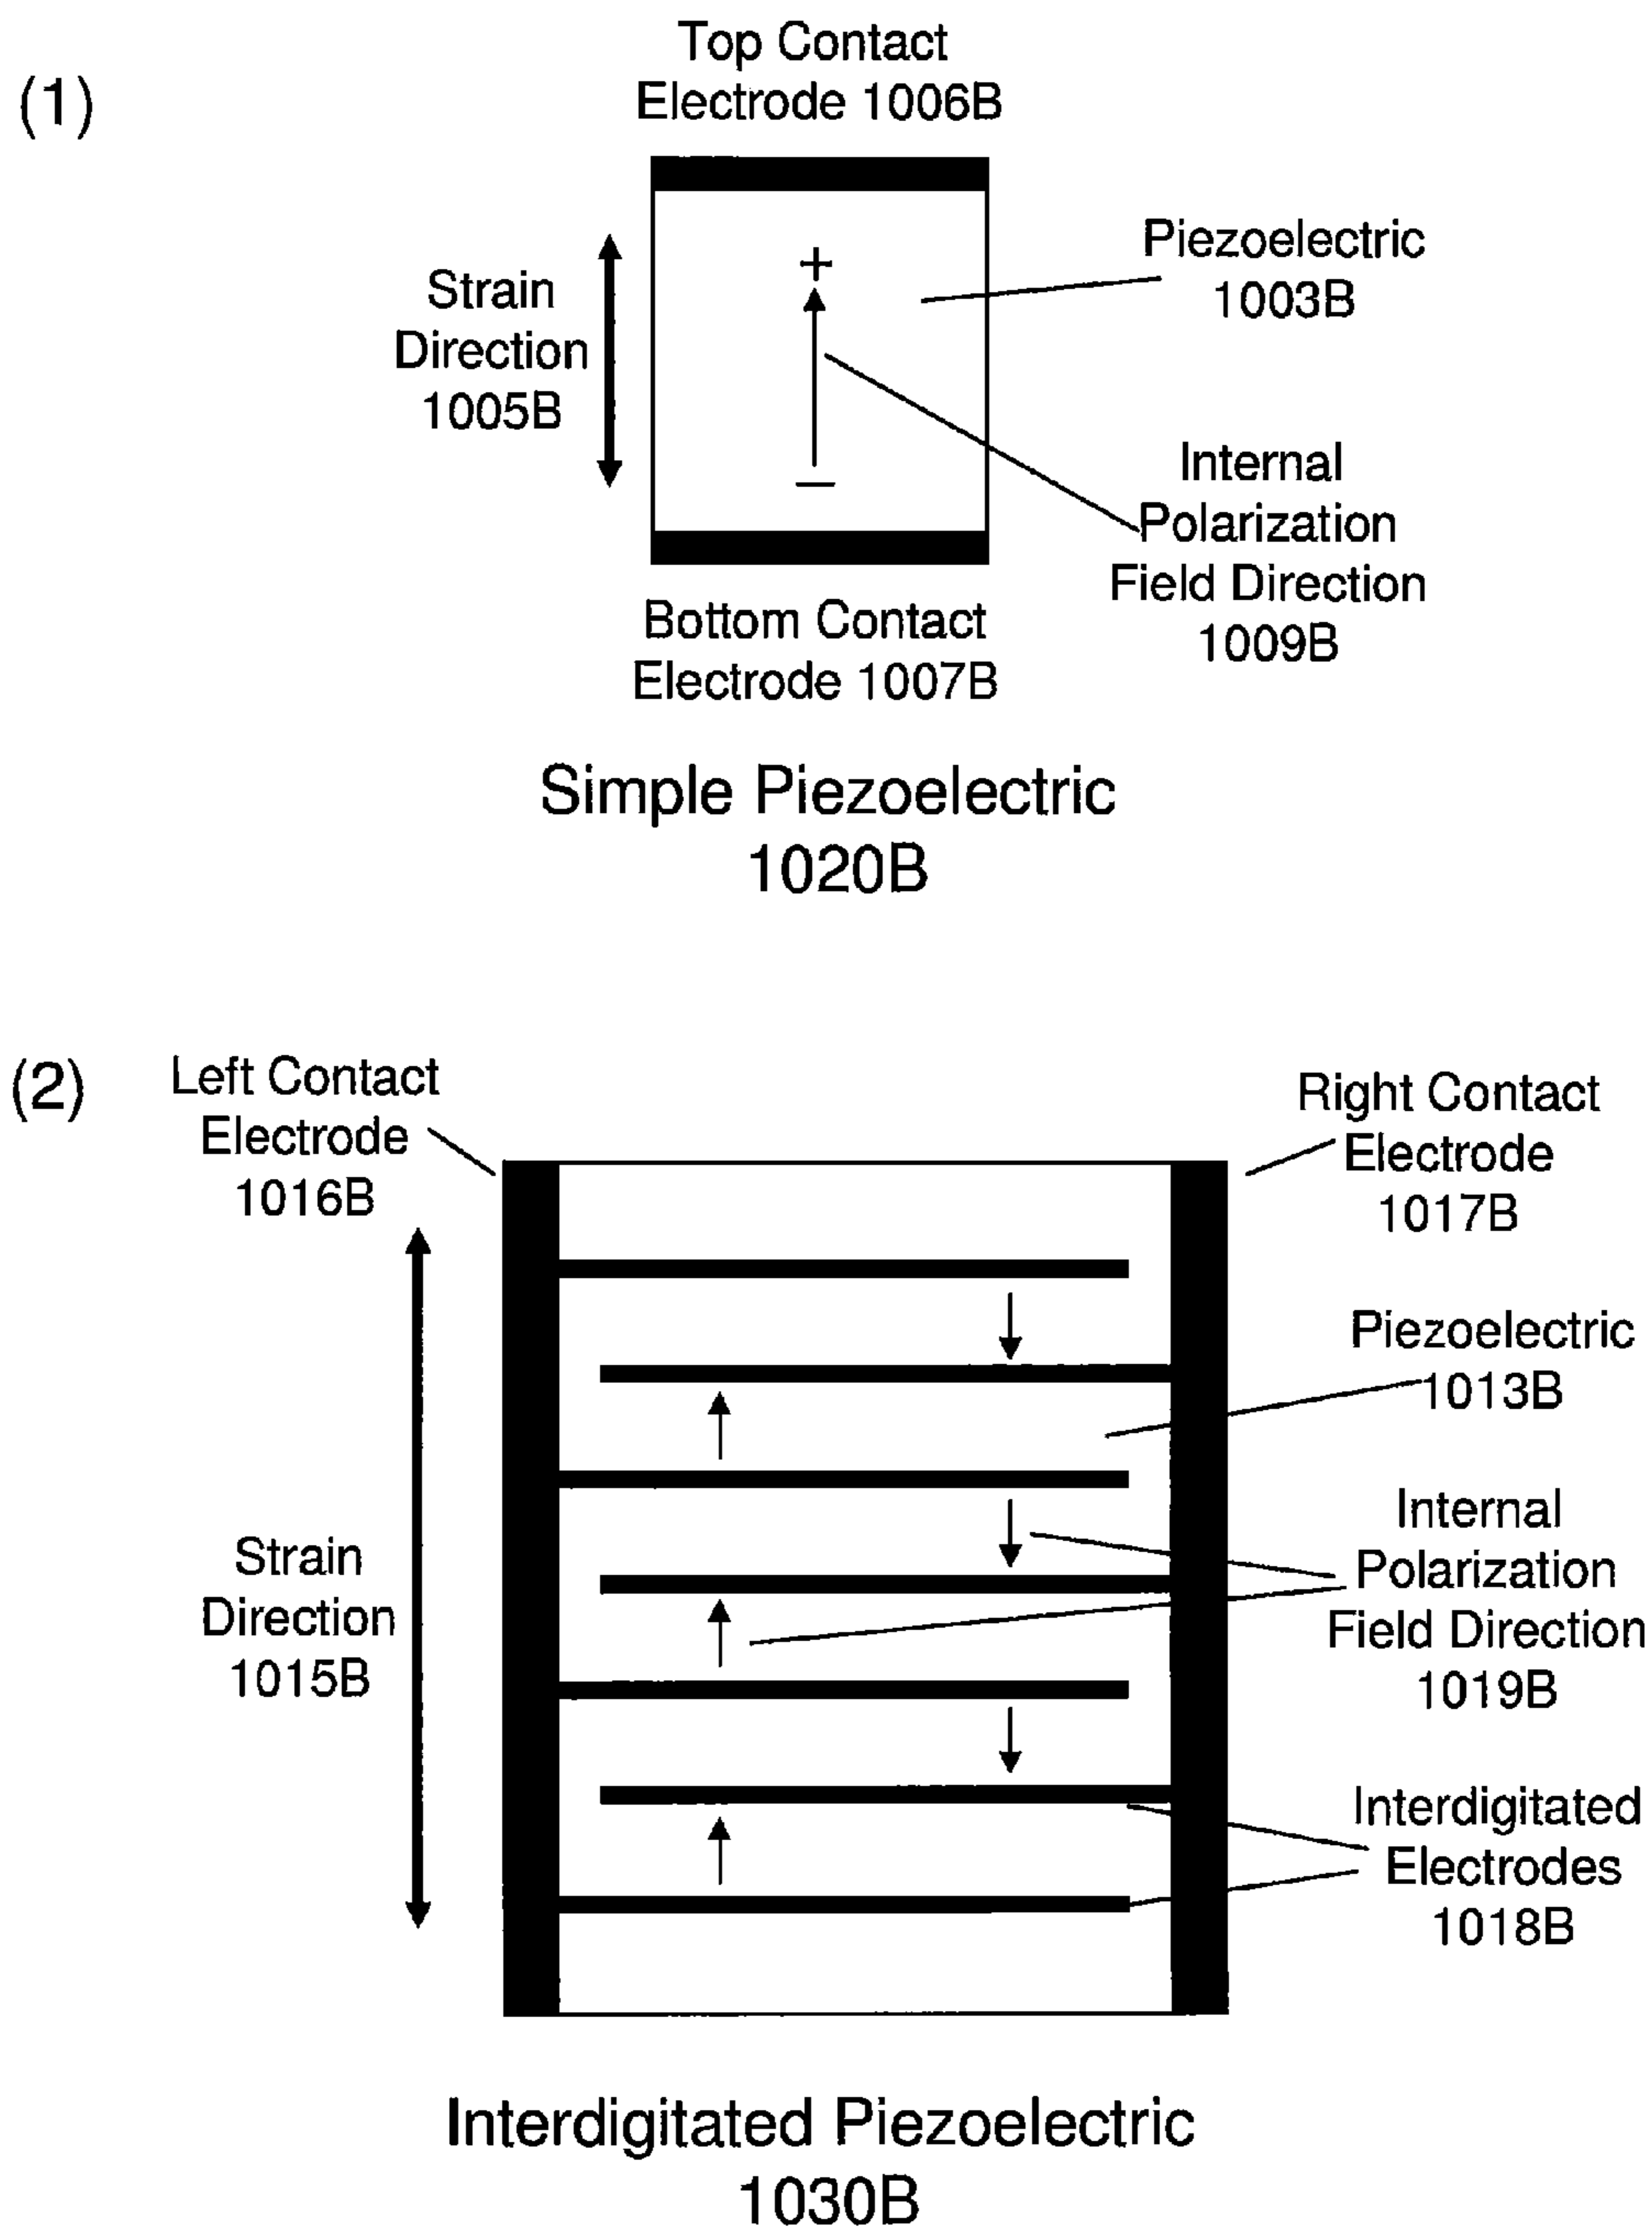 (1)
Top Contact
Electrode 1006B
Strain
Direction
1005B
+
—
Piezoelectric
1003B
Internal
Polarization
Field Direction
1009B
Bottom Contact
Electrode 1007B
Simple Piezoelectric
1020B
(2)
Left Contact
Electrode
1016B
Right Contact
Electrode
1017B
Piezoelectric
1013B
Strain
Direction
1015B
Internal
Polarization
Field Direction
1019B
Interdigitated
Electrodes
1018B
Interdigitated Piezoelectric
1030B